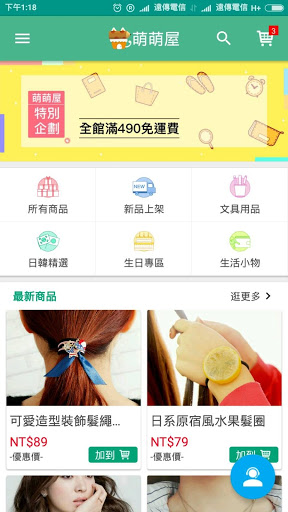 下午1:18
遠傳電信
遠傳電信 H+
萌萌屋
3
萌萌屋
特別
企劃
全館滿490免運費
所有商品
NEW
新品上架
文具用品
日韓精選
生日專區
生活小物
最新商品
逛更多
可愛造型裝飾髮繩...
NT$89
-優惠價-
加到
日系原宿風水果髮圈
NT$79
-優惠價-
加到